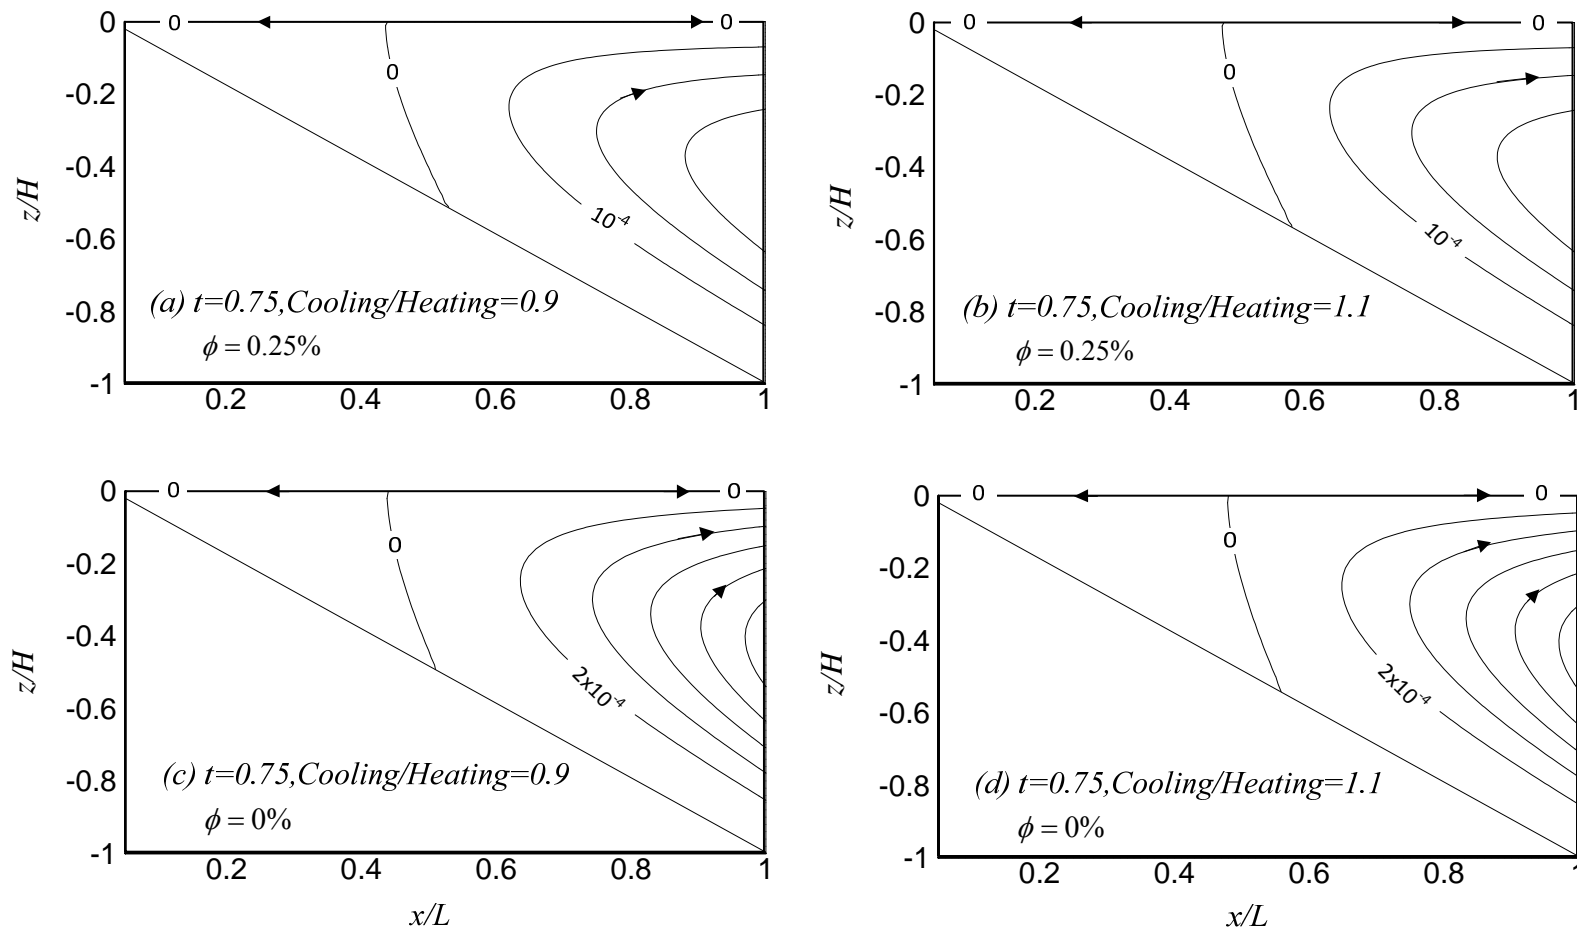 0
0
0
0
-0.2
-0.4
-0.6
-0.8
-1
z/H
10⁻⁴
(a) t=0.75,Cooling/Heating=0.9
ϕ = 0.25%
0.2 0.4 0.6 0.8 1
0
0
0
0
-0.2
-0.4
-0.6
-0.8
-1
z/H
10⁻⁴
(b) t=0.75,Cooling/Heating=1.1
ϕ = 0.25%
0.2 0.4 0.6 0.8 1
0
0
0
0
-0.2
-0.4
-0.6
-0.8
-1
z/H
2x10⁻⁴
(c) t=0.75,Cooling/Heating=0.9
ϕ = 0%
0.2 0.4 0.6 0.8 1
x/L
0
0
0
0
-0.2
-0.4
-0.6
-0.8
-1
z/H
2x10⁻⁴
(d) t=0.75,Cooling/Heating=1.1
ϕ = 0%
0.2 0.4 0.6 0.8 1
x/L